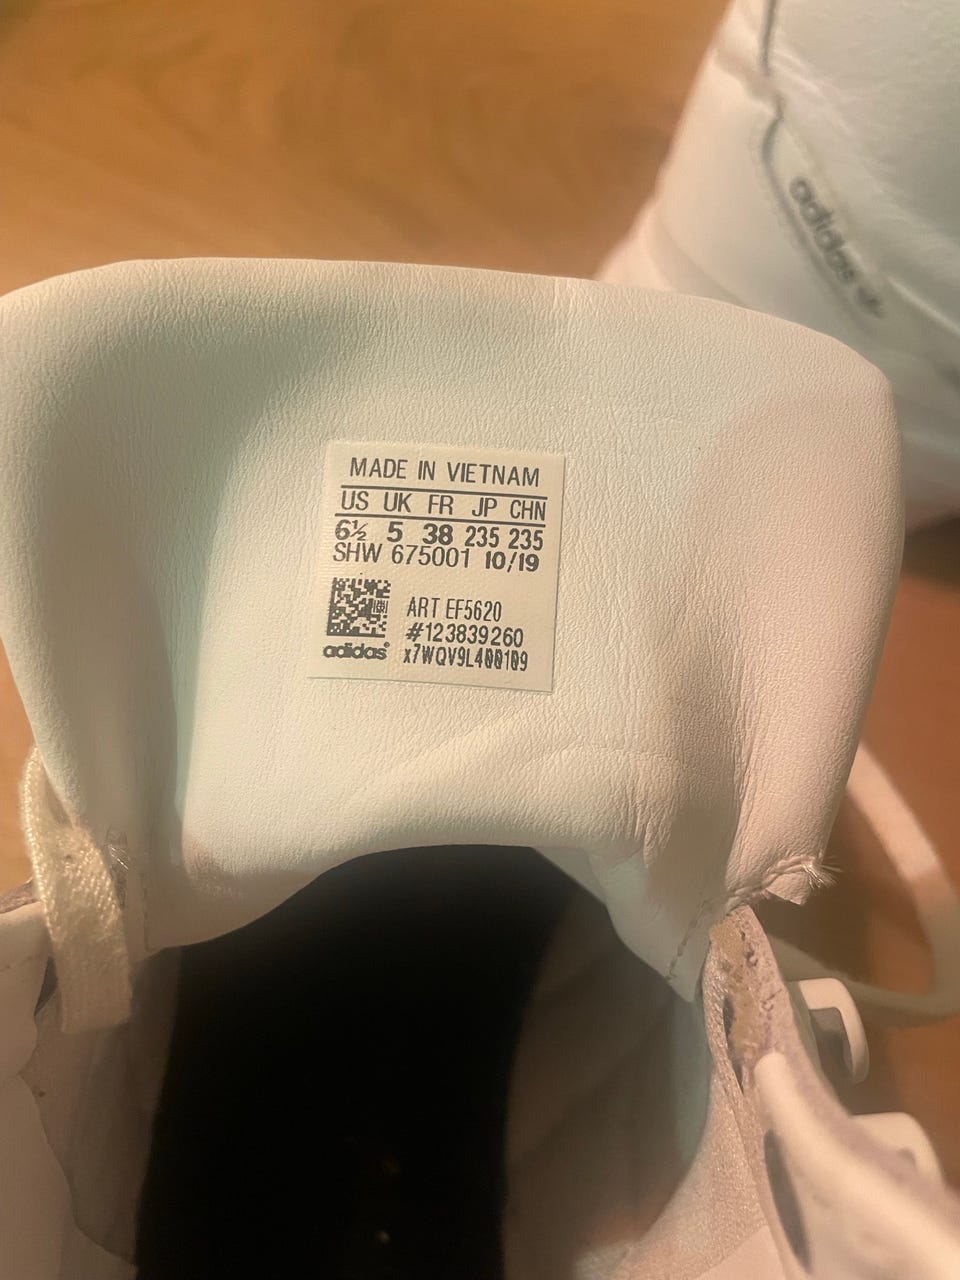 adidas
MADE IN VIETNAM
US UK FR JP CHN
6½ 5 38 235 235
SHW 675001 10/19
ART EF5620
#123839260
adidas® x7WQV9L400109